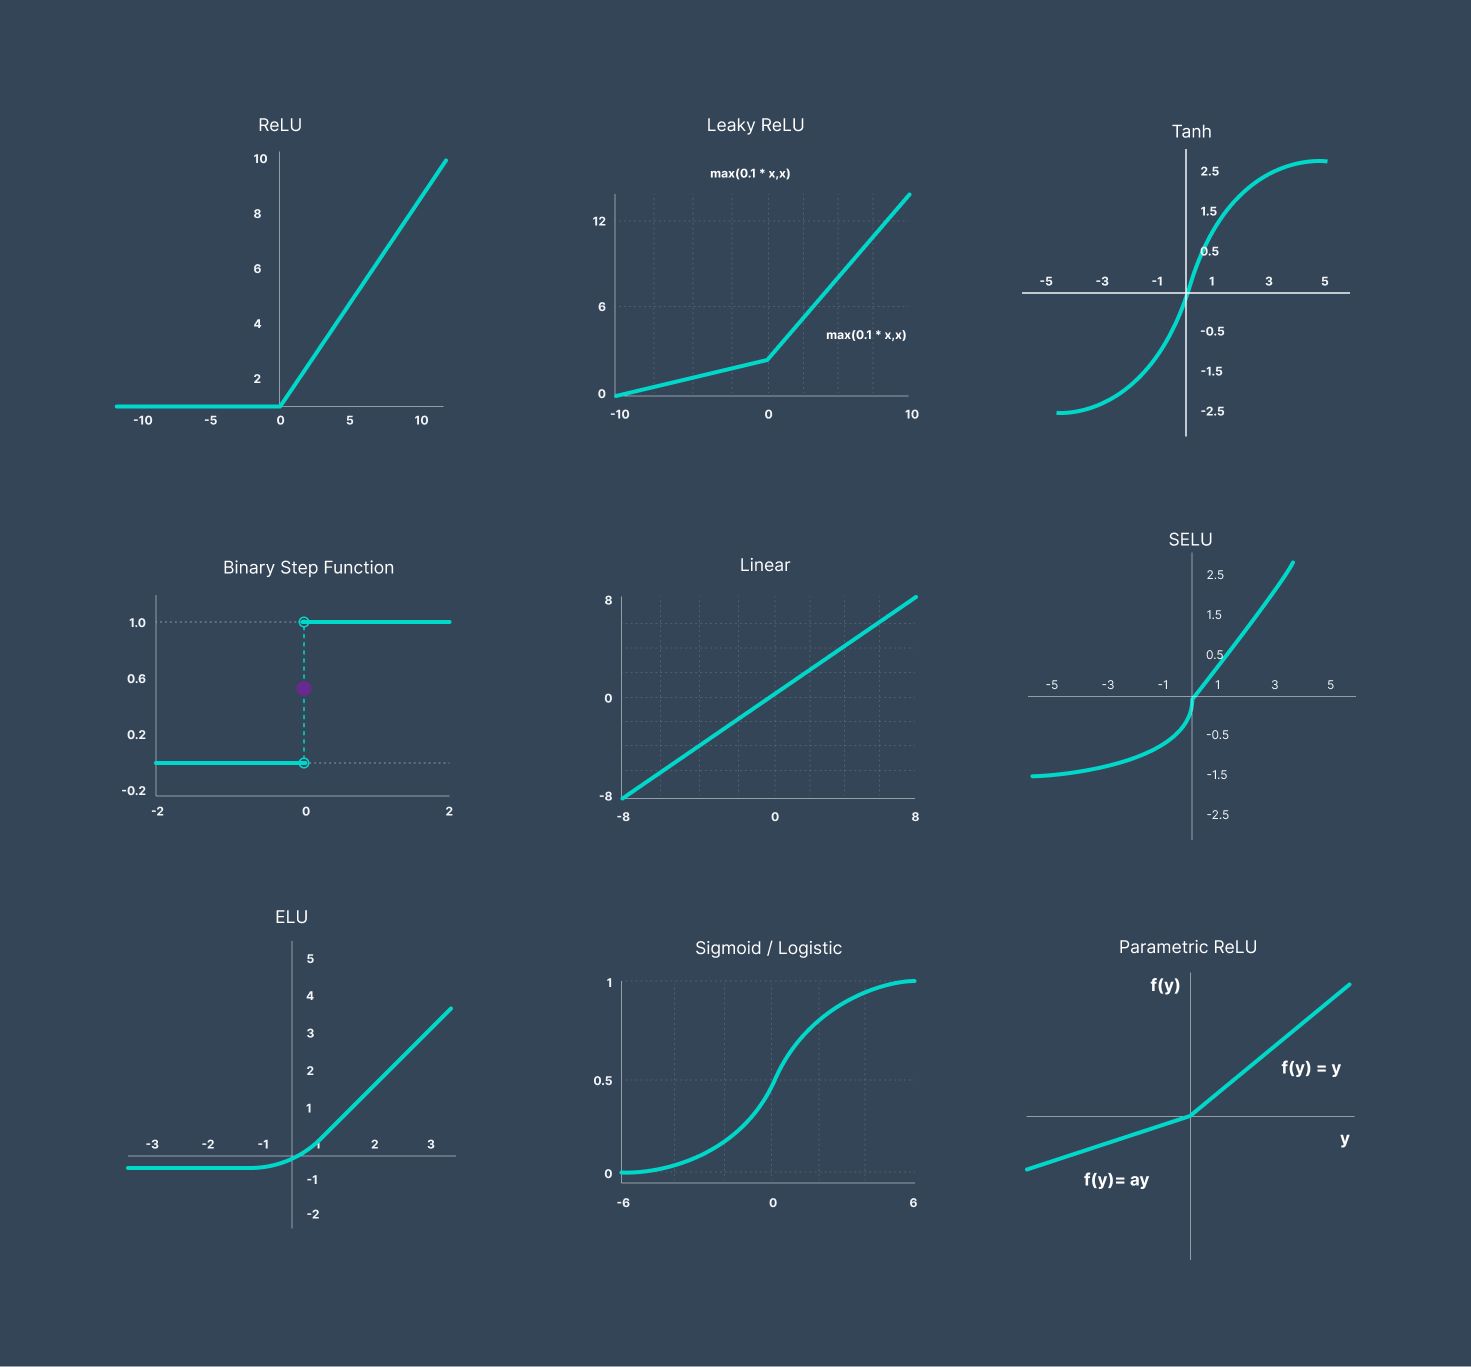 ReLU
10
8
6
4
2
-10 -5 0 5 10
Leaky ReLU
max(0.1 * x,x)
12
6
max(0.1 * x,x)
0
-10 0 10
Tanh
2.5
1.5
0.5
-5 -3 -1 1 3 5
-0.5
-1.5
-2.5
Binary Step Function
1.0
0.6
0.2
-0.2
-2 0 2
Linear
8
0
-8
-8 0 8
SELU
2.5
1.5
0.5
-5 -3 -1 1 3 5
-0.5
-1.5
-2.5
ELU
5
4
3
2
1
-3 -2 -1 1 2 3
-1
-2
Sigmoid / Logistic
1
0.5
0
-6 0 6
Parametric ReLU
f(y)
f(y) = y
y
f(y)= ay